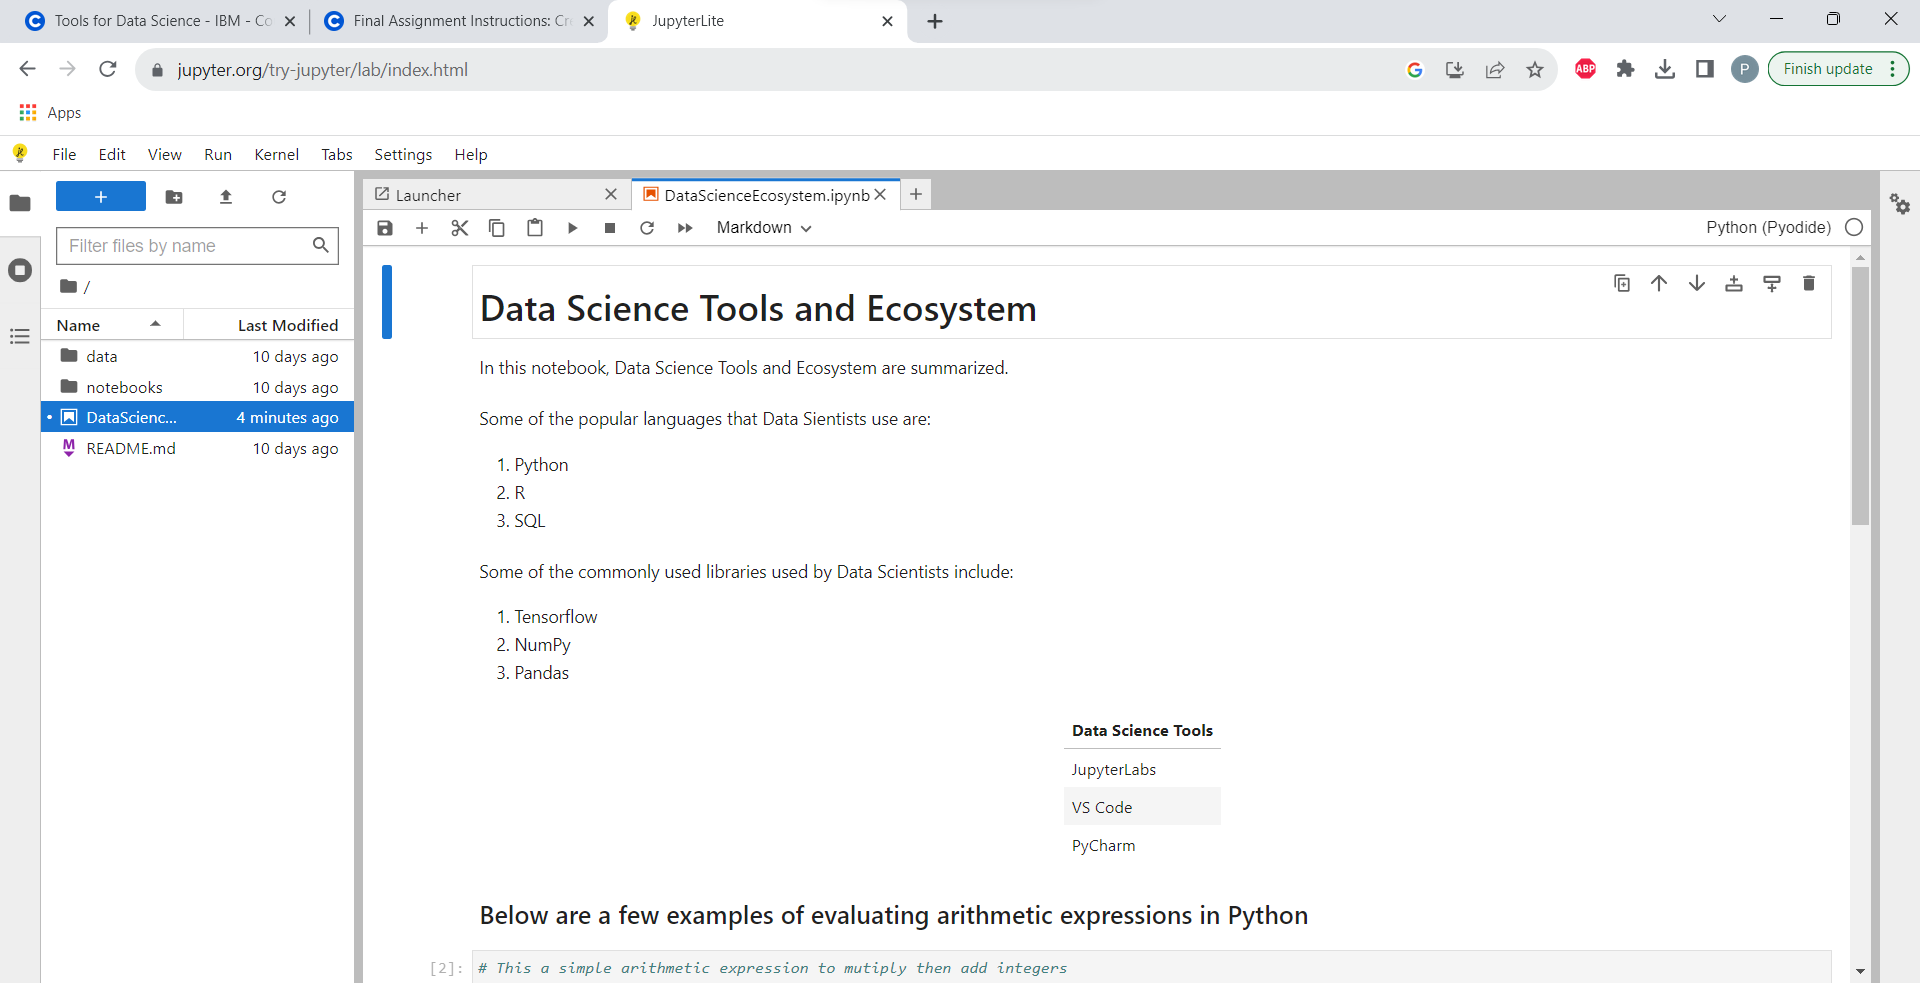 Tools for Data Science - IBM - Co
Final Assignment Instructions: Cr
JupyterLite
jupyter.org/try-jupyter/lab/index.html
ABP
P
Finish update
Apps
File Edit View Run Kernel Tabs Settings Help
Launcher
DataScienceEcosystem.ipynb
Markdown
Python (Pyodide)
Filter files by name
/
Name Last Modified
data 10 days ago
notebooks 10 days ago
DataScienc... 4 minutes ago
README.md 10 days ago
Data Science Tools and Ecosystem
In this notebook, Data Science Tools and Ecosystem are summarized.
Some of the popular languages that Data Sientists use are:
1. Python
2. R
3. SQL
Some of the commonly used libraries used by Data Scientists include:
1. Tensorflow
2. NumPy
3. Pandas
Data Science Tools
JupyterLabs
VS Code
PyCharm
Below are a few examples of evaluating arithmetic expressions in Python
[2]: # This a simple arithmetic expression to mutiply then add integers